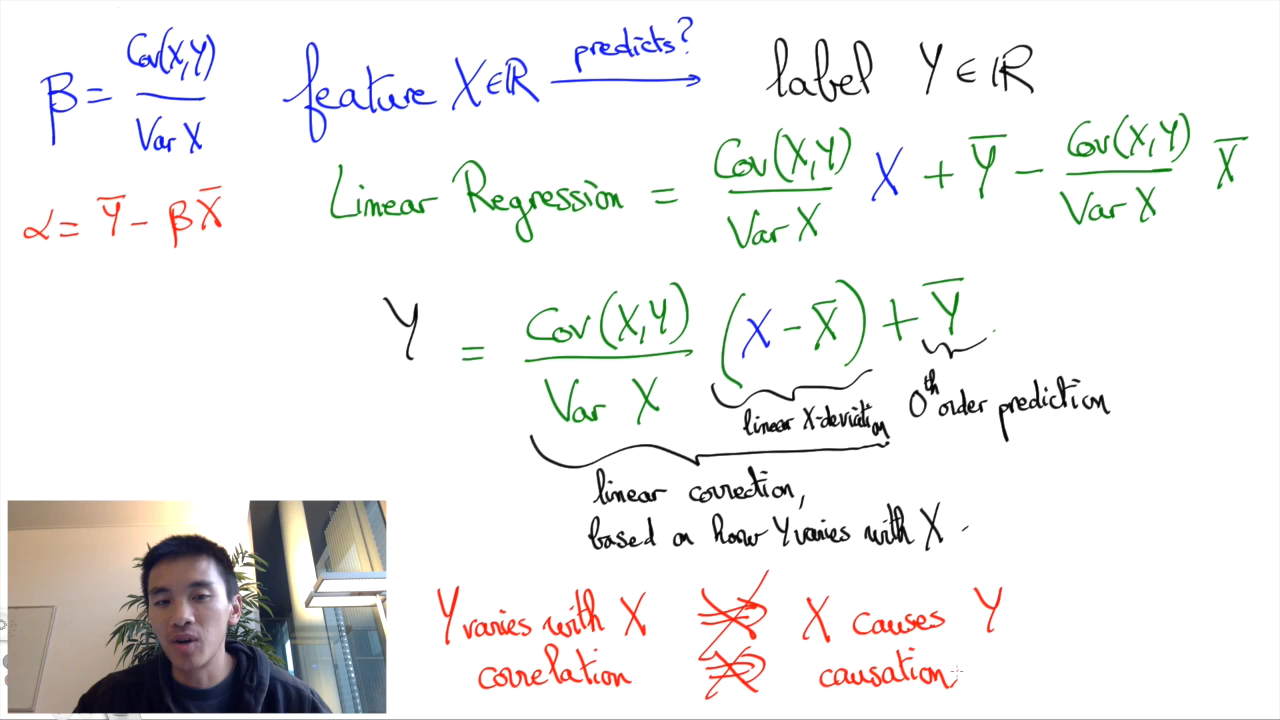 β = Cov(X,Y) / Var X
feature X ∈ ℝ predicts? → label Y ∈ ℝ
α = Ȳ - β X̄
Linear Regression = Cov(X,Y) / Var X X + Ȳ - Cov(X,Y) / Var X X̄
Y = Cov(X,Y) / Var X (X - X̄) + Ȳ
linear X-deviation
0th order prediction
linear correction,
based on how Y varies with X
Y varies with X ⇏ X causes Y
correlation ⇏ causation